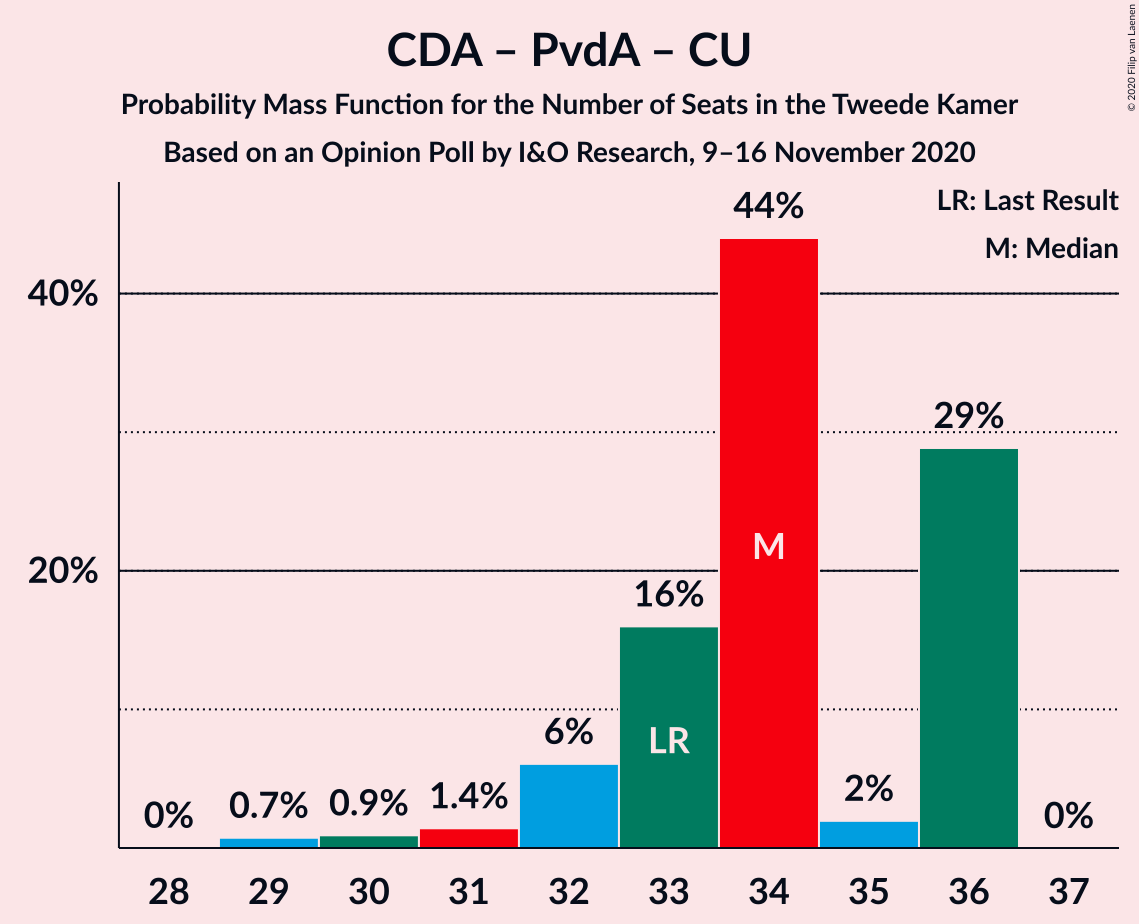 CDA – PvdA – CU
Probability Mass Function for the Number of Seats in the Tweede Kamer
Based on an Opinion Poll by I&O Research, 9–16 November 2020
© 2020 Filip van Laenen
LR: Last Result
M: Median
44%
40%
29%
M
20%
16%
LR
6%
2%
1.4%
0.9%
0.7%
0%
0%
28 29 30 31 32 33 34 35 36 37